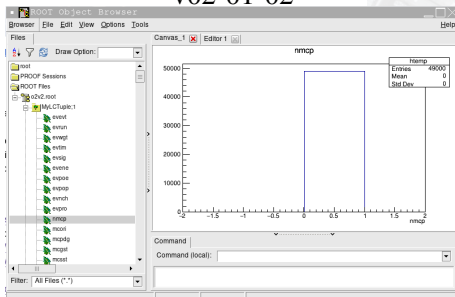 v02-01-02
ROOT Object Browser
Browser File Edit View Options Tools
Help
Files
Draw Option:
root
PROOF Sessions
ROOT Files
o2v2.root
MyLCTuple;1
evevt
evrun
evwgt
evtim
evsig
evene
evpoe
evpop
evnch
evpro
nmcp
mcori
mcpdg
mcgst
mcsst
Filter: All Files (*.*)
Canvas_1
Editor 1
nmcp
htemp
Entries 49000
Mean 0
Std Dev 0
50000
40000
30000
20000
10000
0
-2 -1.5 -1 -0.5 0 0.5 1 1.5 2
nmcp
Command
Command (local):